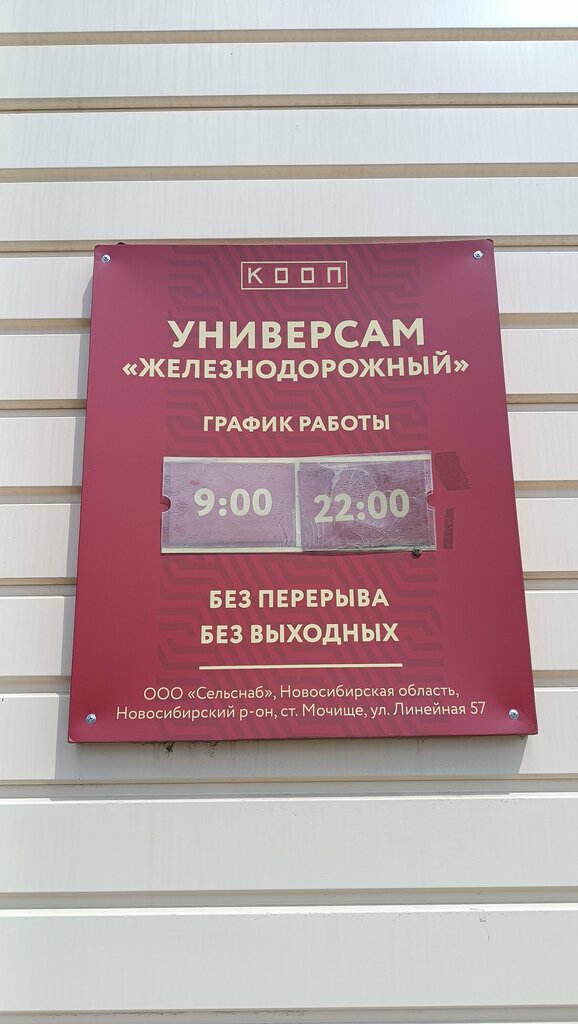 КООП
УНИВЕРСАМ
«ЖЕЛЕЗНОДОРОЖНЫЙ»
ГРАФИК РАБОТЫ
9:00 22:00
БЕЗ ПЕРЕРЫВА
БЕЗ ВЫХОДНЫХ
ООО «Сельснаб», Новосибирская область,
Новосибирский р-он, ст. Мочище, ул. Линейная 57